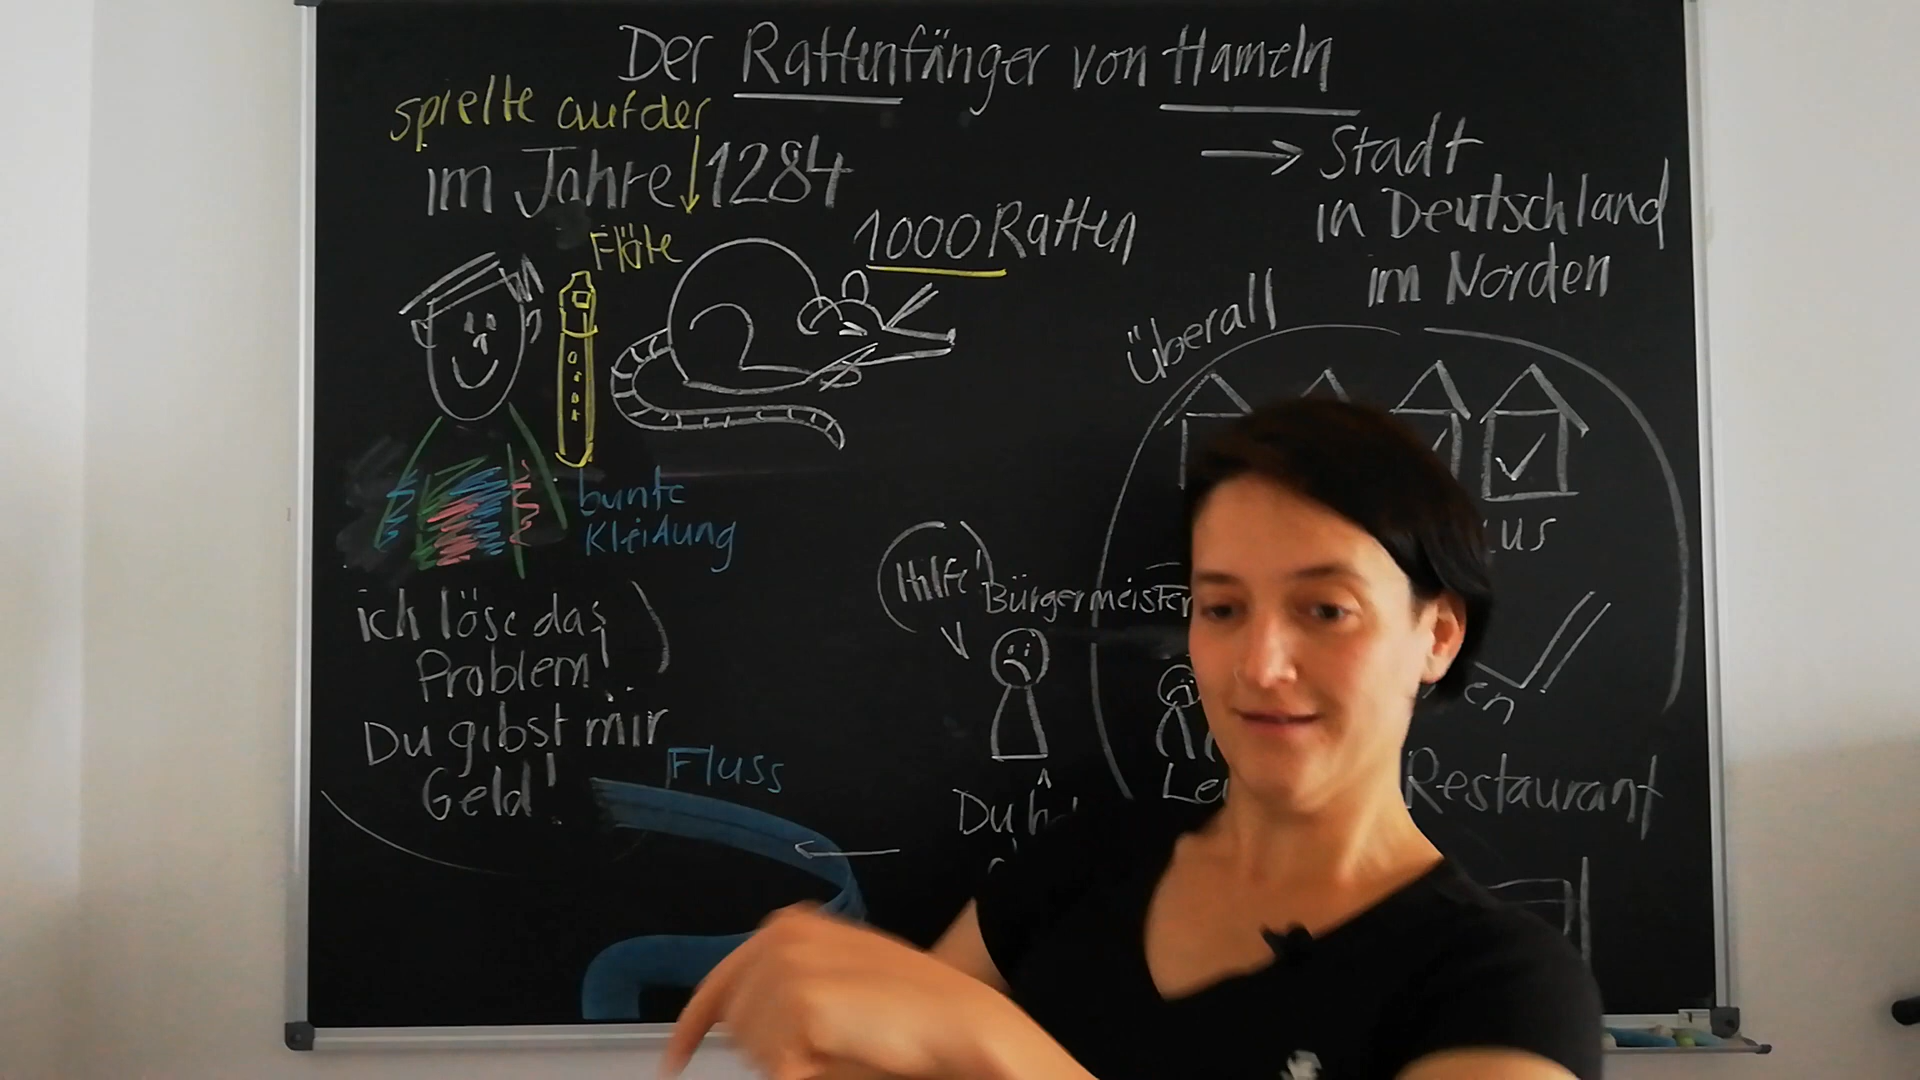 Der Rattenfänger von Hameln
spielte auf der
im Jahre 1284
→ Stadt
in Deutschland
im Norden
Flöte
1000 Ratten
überall
bunte
Kleidung
ich löse das
Problem!
Du gibst mir
Geld!
Hilfe!
Bürgermeister
Fluss
Du
Restaurant